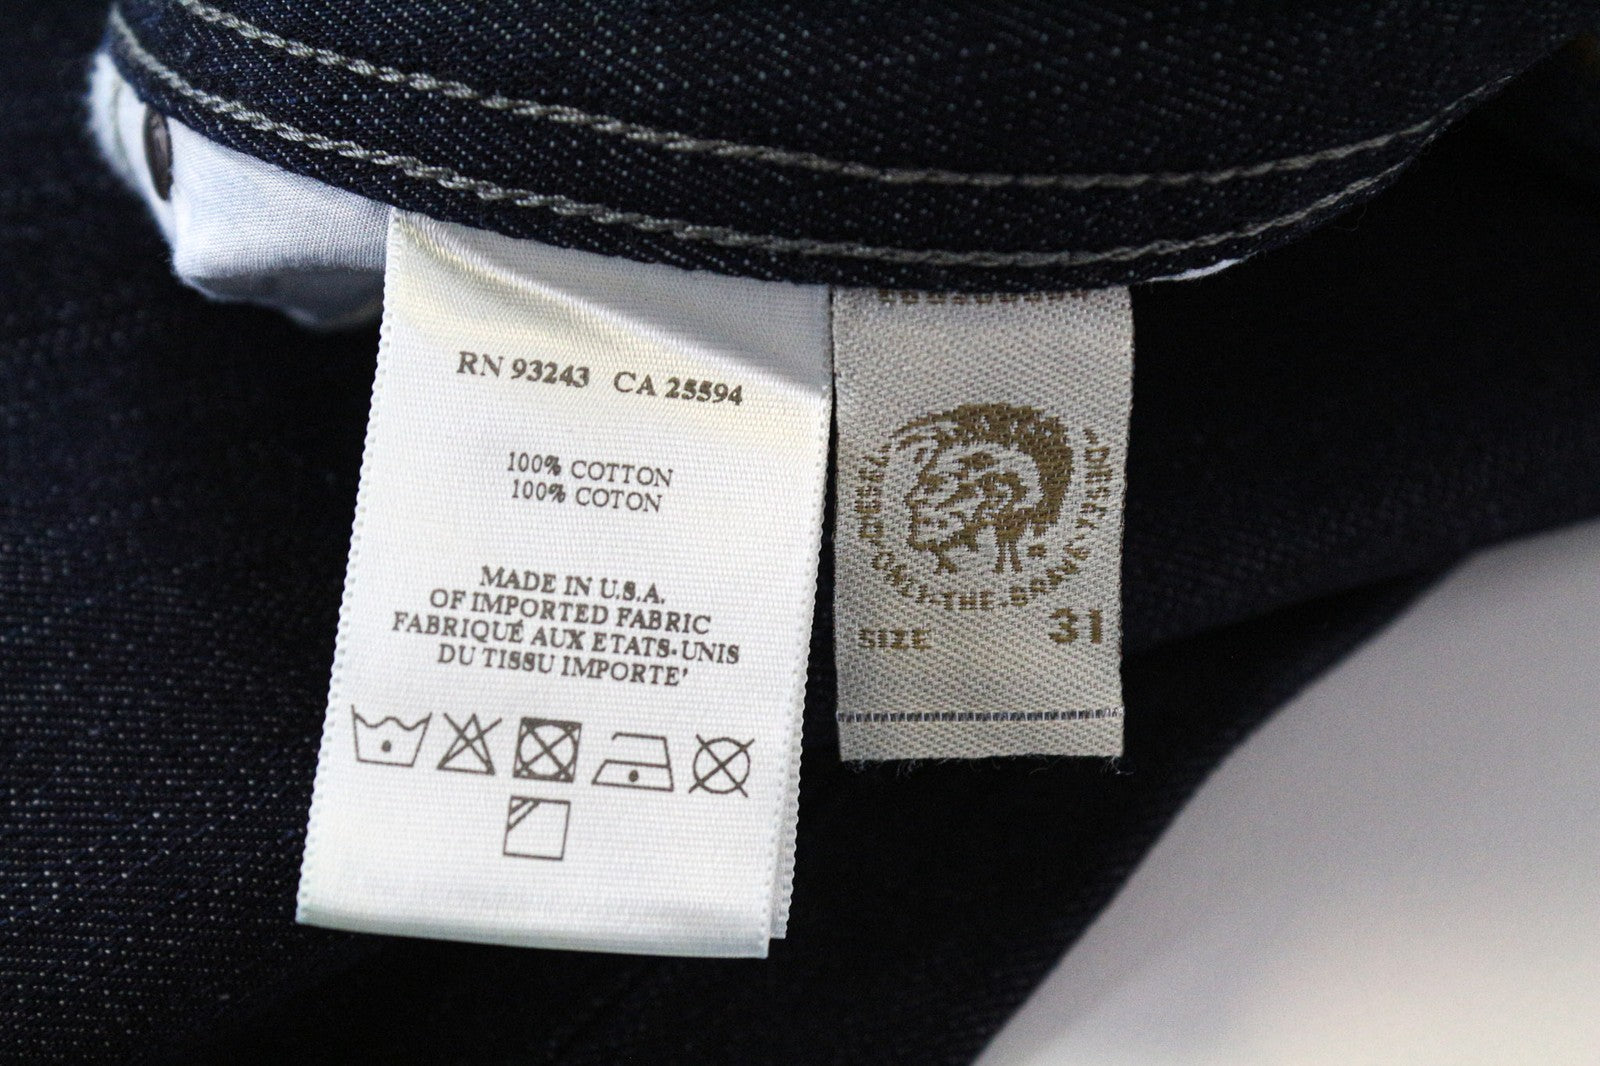 RN 93243 CA 25594
100% COTTON
100% COTON
MADE IN U.S.A.
OF IMPORTED FABRIC
FABRIQUÉ AUX ETATS-UNIS
DU TISSU IMPORTE'
DIESEL
ONLY·THE·BRAVE
SIZE 31